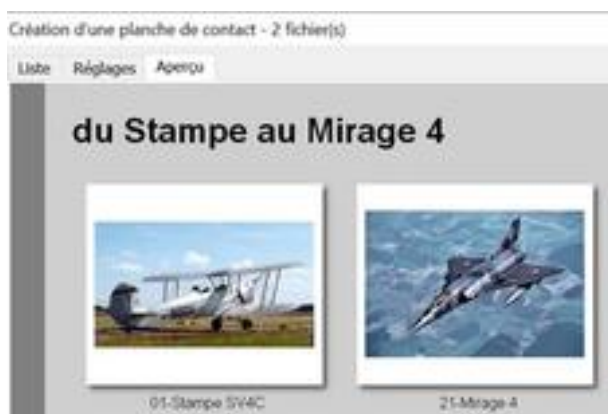 Création d'une planche de contact - 2 fichier(s)
Liste Réglages Aperçu
du Stampe au Mirage 4
01-Stampe SV4C
21-Mirage 4